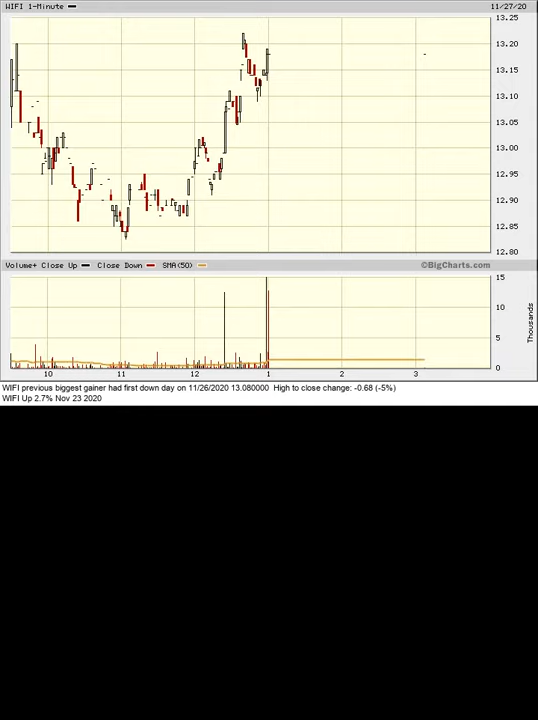 WIFI 1-Minute 11/27/20
13.25
13.20
13.15
13.10
13.05
13.00
12.95
12.90
12.85
12.80
Volume+ Close Up Close Down SMA(50) ©BigCharts.com
15
10
5
0
Thousands
10 11 12 1 2 3
WIFI previous biggest gainer had first down day on 11/26/2020 13.080000 High to close change: -0.68 (-5%)
WIFI Up 2.7% Nov 23 2020